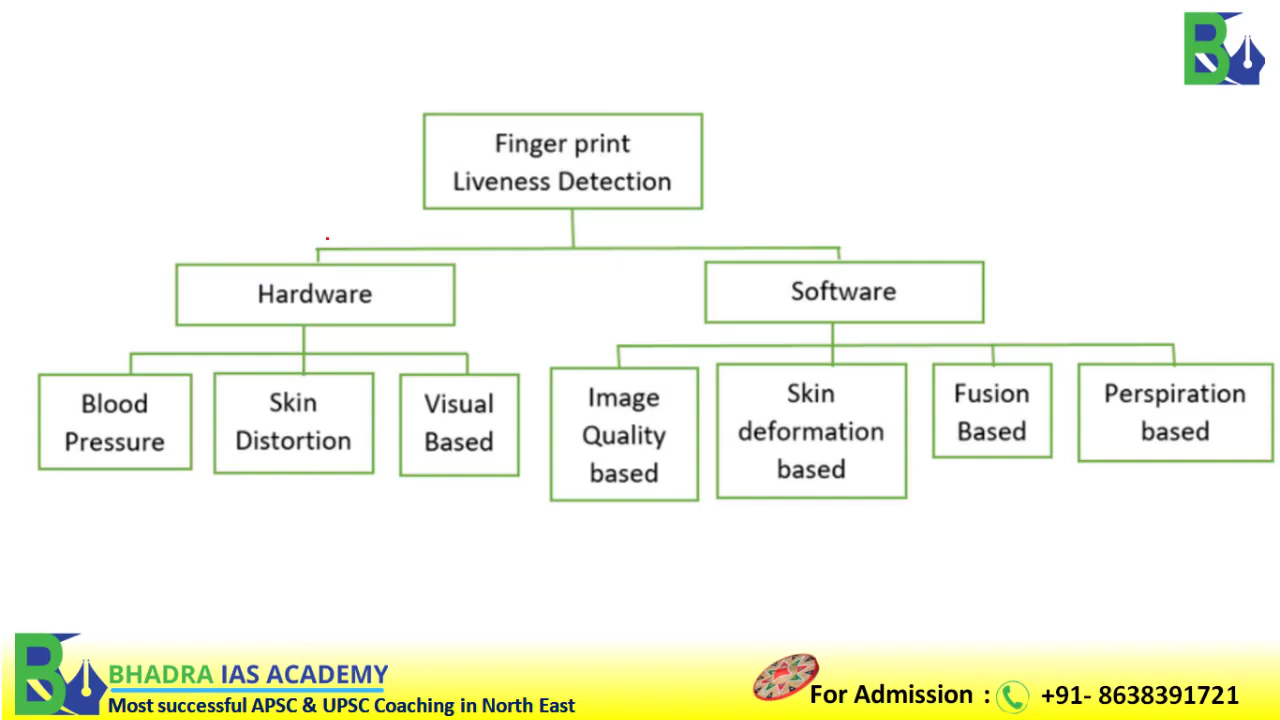 Finger print
Liveness Detection
Hardware
Software
Blood
Pressure
Skin
Distortion
Visual
Based
Image
Quality
based
Skin
deformation
based
Fusion
Based
Perspiration
based
BHADRA IAS ACADEMY
Most successful APSC & UPSC Coaching in North East
For Admission : +91- 8638391721